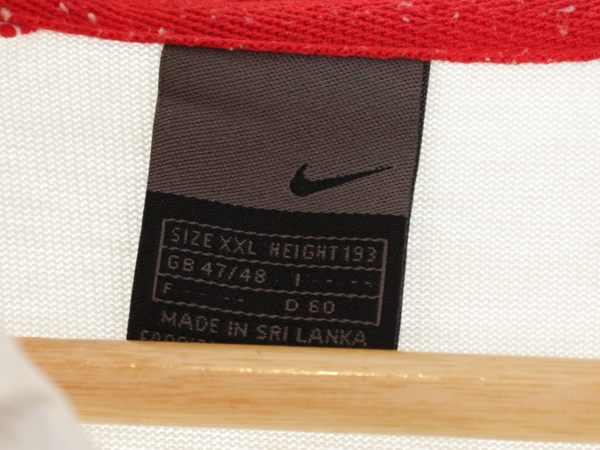 SIZE XXL HEIGHT 193
GB 47/48 I -- --
F -- -- D 60
MADE IN SRI LANKA